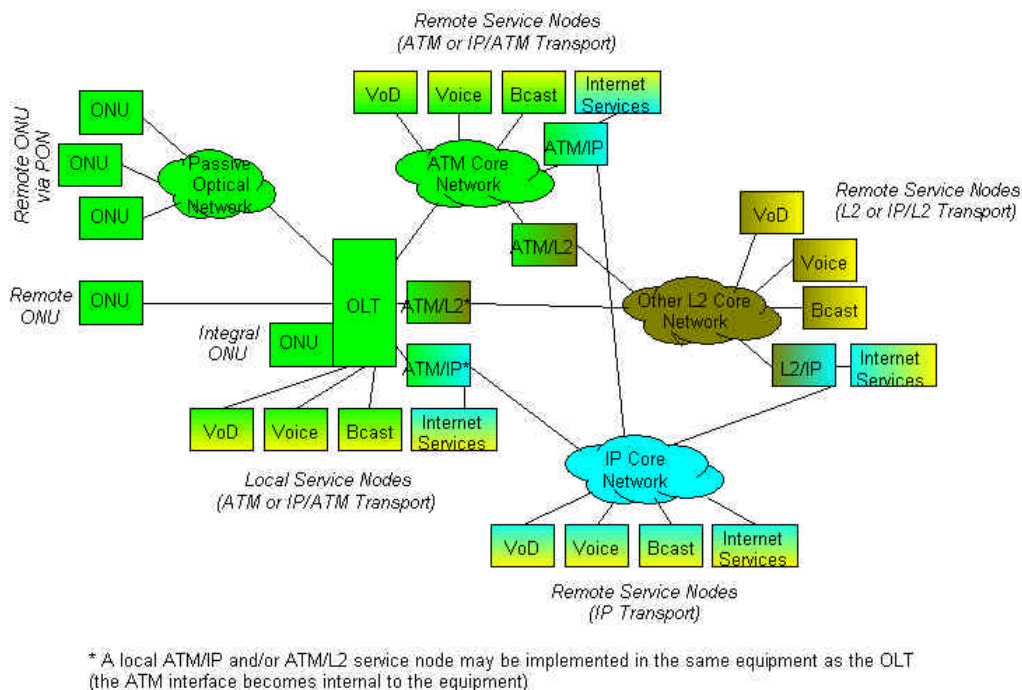 Remote Service Nodes
(ATM or IP/ATM Transport)
VoD
Voice
Bcast
Internet
Services
ONU
ONU
ONU
Remote ONU
via PON
Passive
Optical
Network
ATM Core
Network
ATM/IP
ATM/L2
Remote Service Nodes
(L2 or IP/L2 Transport)
VoD
Voice
Bcast
Other L2 Core
Network
L2/IP
Internet
Services
Remote
ONU
ONU
OLT
ATM/L2*
Integral
ONU
ONU
ATM/IP*
VoD
Voice
Bcast
Internet
Services
Local Service Nodes
(ATM or IP/ATM Transport)
IP Core
Network
VoD
Voice
Bcast
Internet
Services
Remote Service Nodes
(IP Transport)
* A local ATM/IP and/or ATM/L2 service node may be implemented in the same equipment as the OLT
(the ATM interface becomes internal to the equipment)